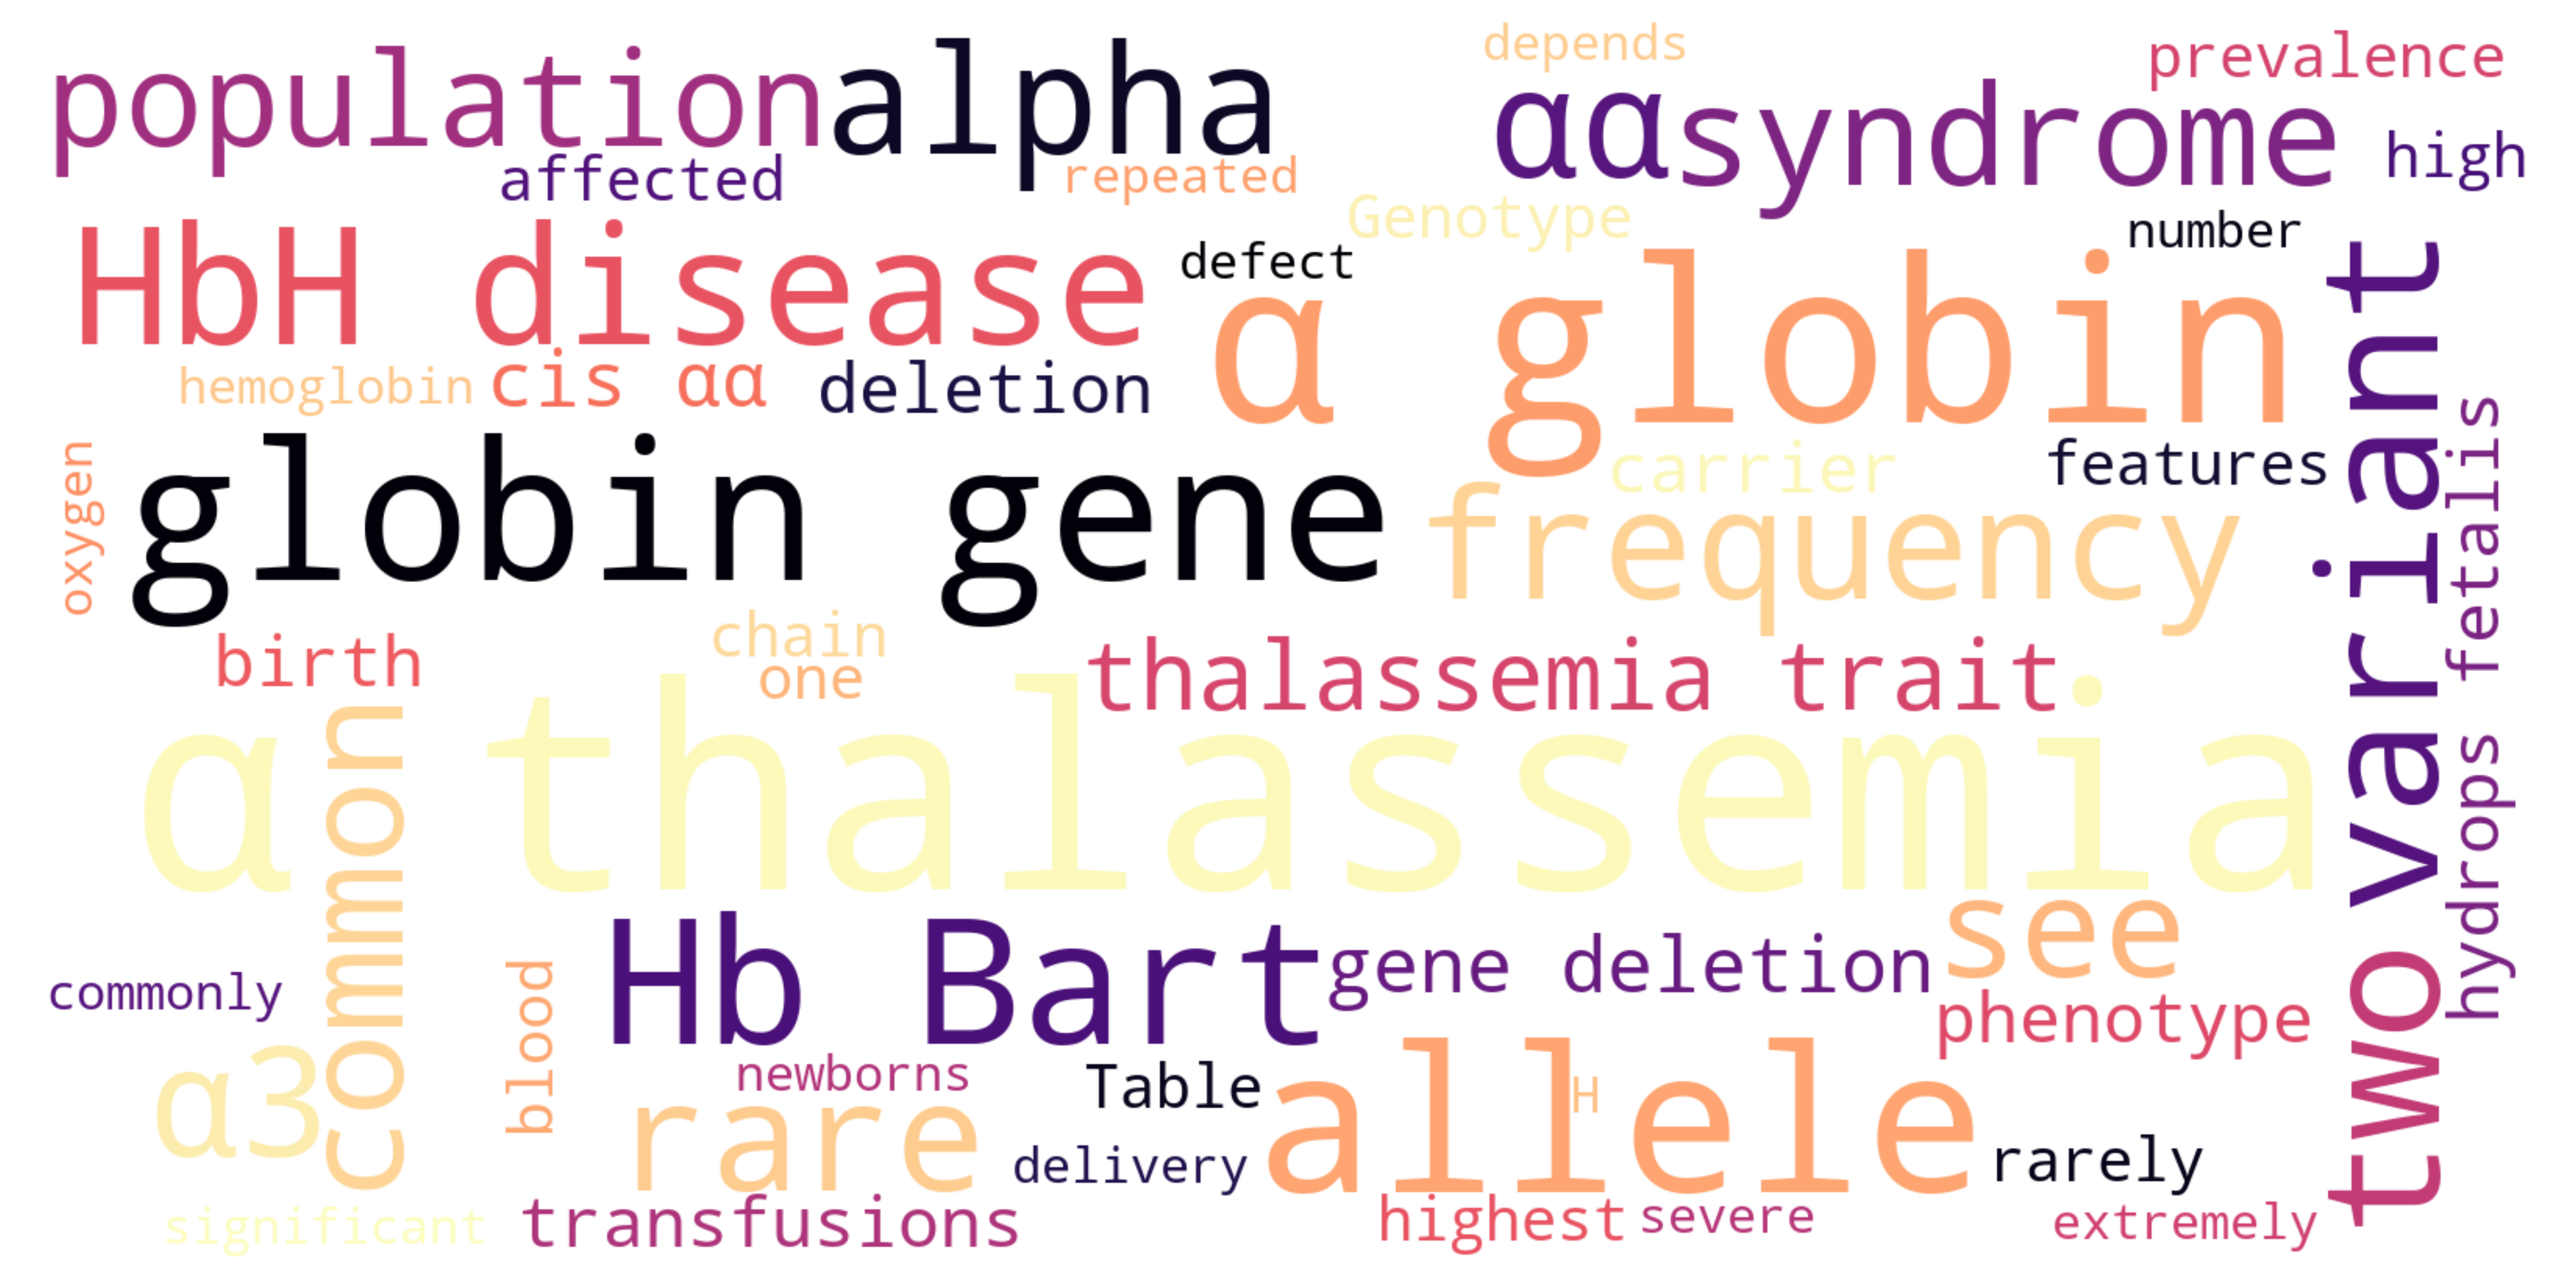 depends
prevalence
population
alpha
αα
syndrome
high
affected
repeated
Genotype
number
HbH disease
defect
α globin
hemoglobin
cis αα
deletion
variant
oxygen
globin gene
carrier
features
frequency
hydrops fetalis
birth
chain
one
thalassemia trait
α thalassemia
common
Hb Bart
gene deletion
see
commonly
blood
phenotype
two
α3
newborns
Table
allele
H
rare
delivery
rarely
significant
transfusions
highest
severe
extremely